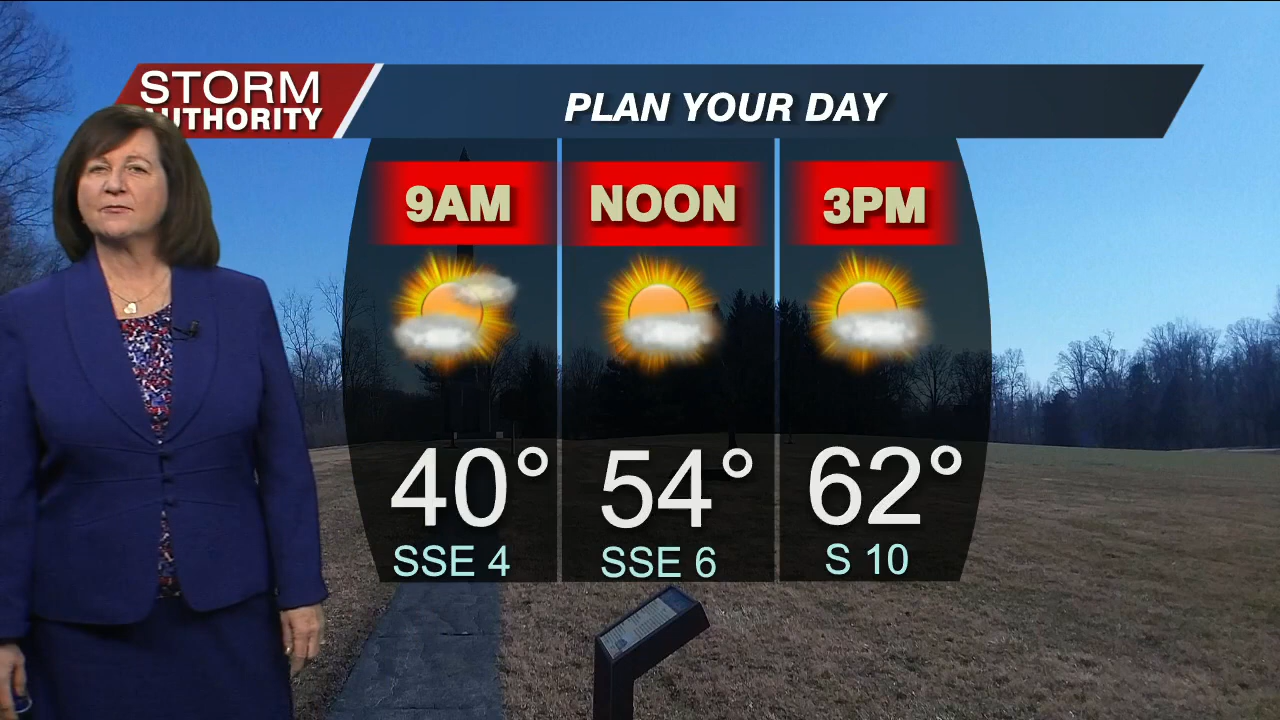 STORM
AUTHORITY
PLAN YOUR DAY
9AM
NOON
3PM
40°
54°
62°
SSE 4
SSE 6
S 10